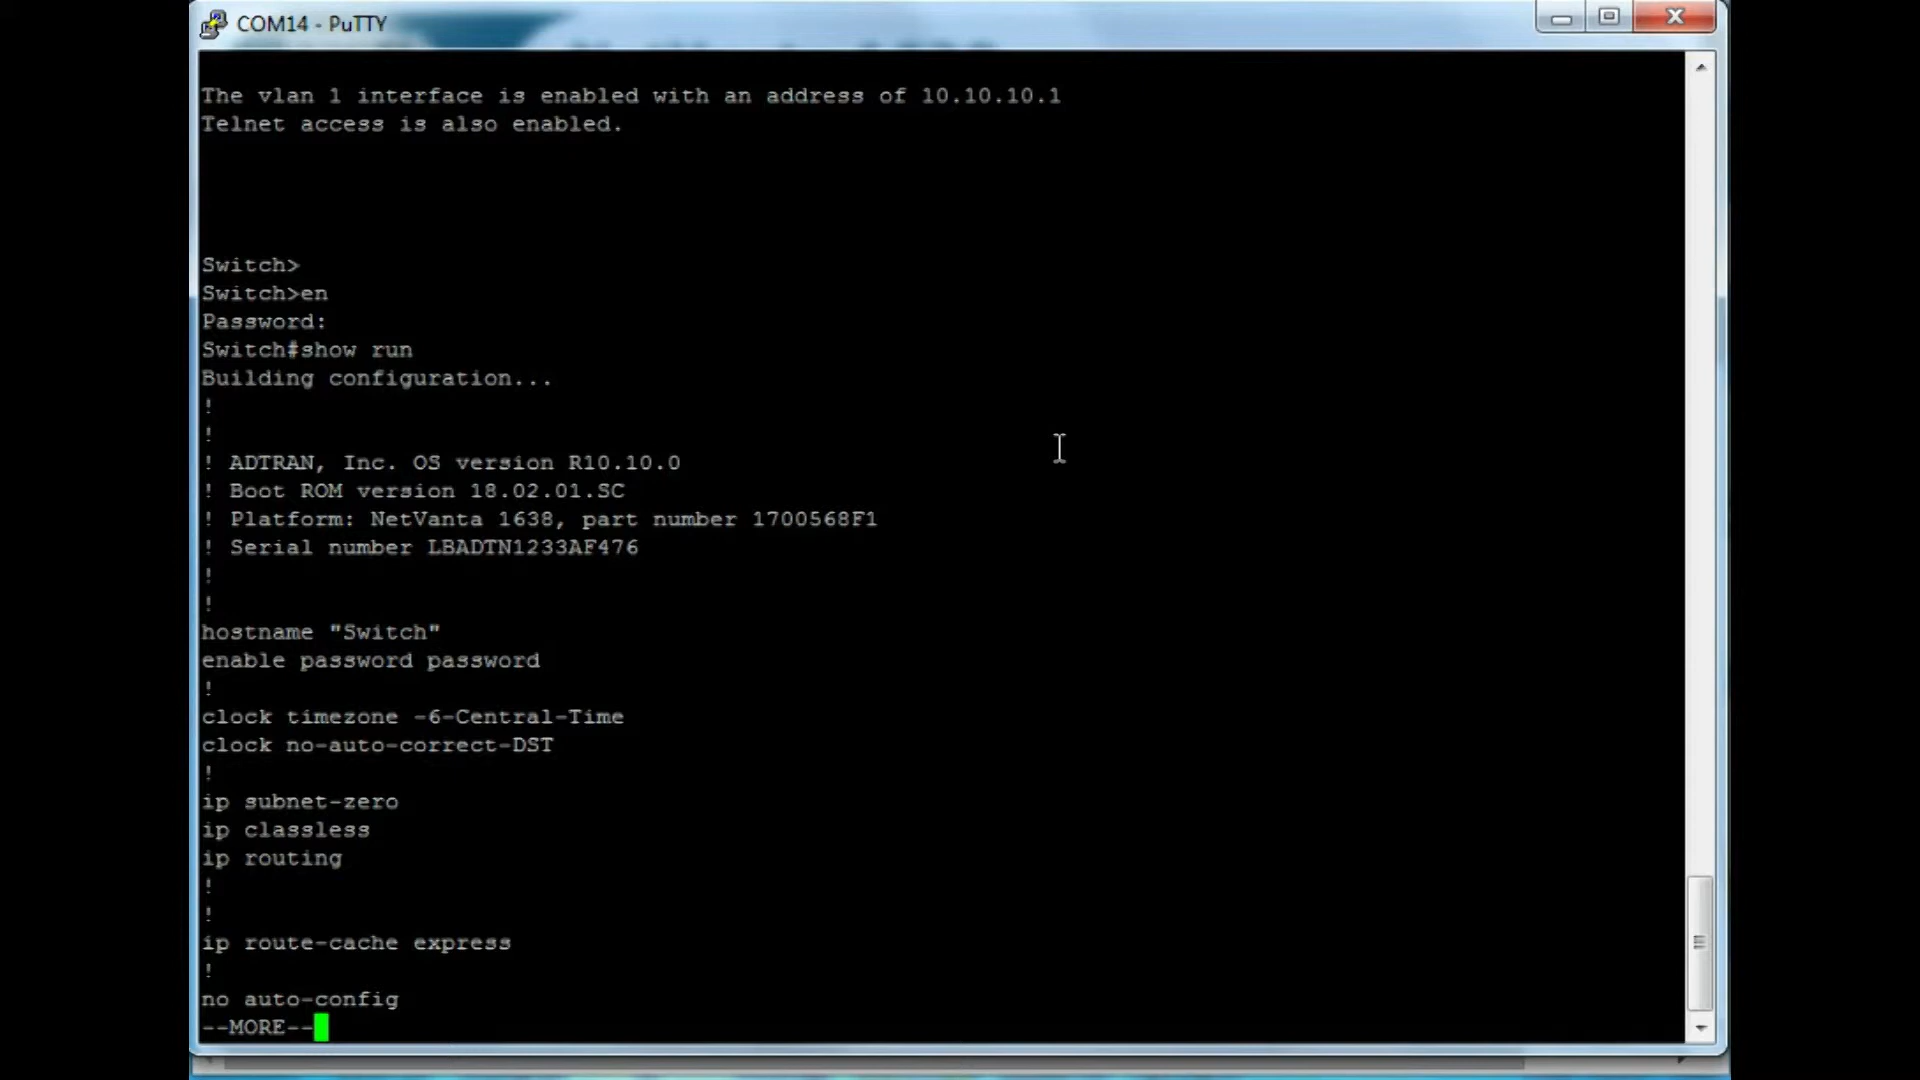 COM14 - PuTTY
The vlan 1 interface is enabled with an address of 10.10.10.1
Telnet access is also enabled.
Switch>
Switch>en
Password:
Switch#show run
Building configuration...
!
!
! ADTRAN, Inc. OS version R10.10.0
! Boot ROM version 18.02.01.SC
! Platform: NetVanta 1638, part number 1700568F1
! Serial number LBADTN1233AF476
!
!
hostname "Switch"
enable password password
!
clock timezone -6-Central-Time
clock no-auto-correct-DST
!
ip subnet-zero
ip classless
ip routing
!
!
ip route-cache express
!
no auto-config
--MORE--